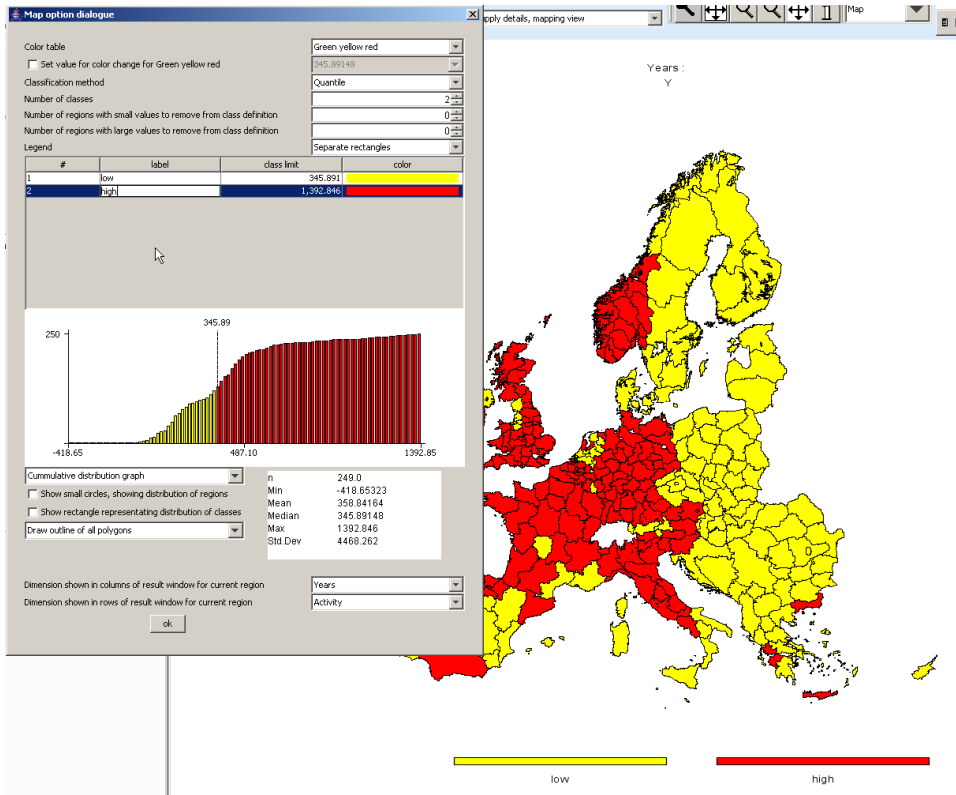 Map option dialogue
pply details, mapping view
Map
Color table
Green yellow red
Set value for color change for Green yellow red
345.89148
Classification method
Quantile
Number of classes
2
Number of regions with small values to remove from class definition
0
Number of regions with large values to remove from class definition
0
Legend
Separate rectangles
# label class limit color
1 low 345.891
2 high 1,392.846
345.89
250
-418.65 487.10 1392.85
Cummulative distribution graph
Show small circles, showing distribution of regions
Show rectangle representating distribution of classes
Draw outline of all polygons
n 249.0
Min -418.65323
Mean 358.84164
Median 345.89148
Max 1392.846
Std.Dev 4468.262
Dimension shown in columns of result window for current region
Years
Dimension shown in rows of result window for current region
Activity
ok
Years :
Y
low high